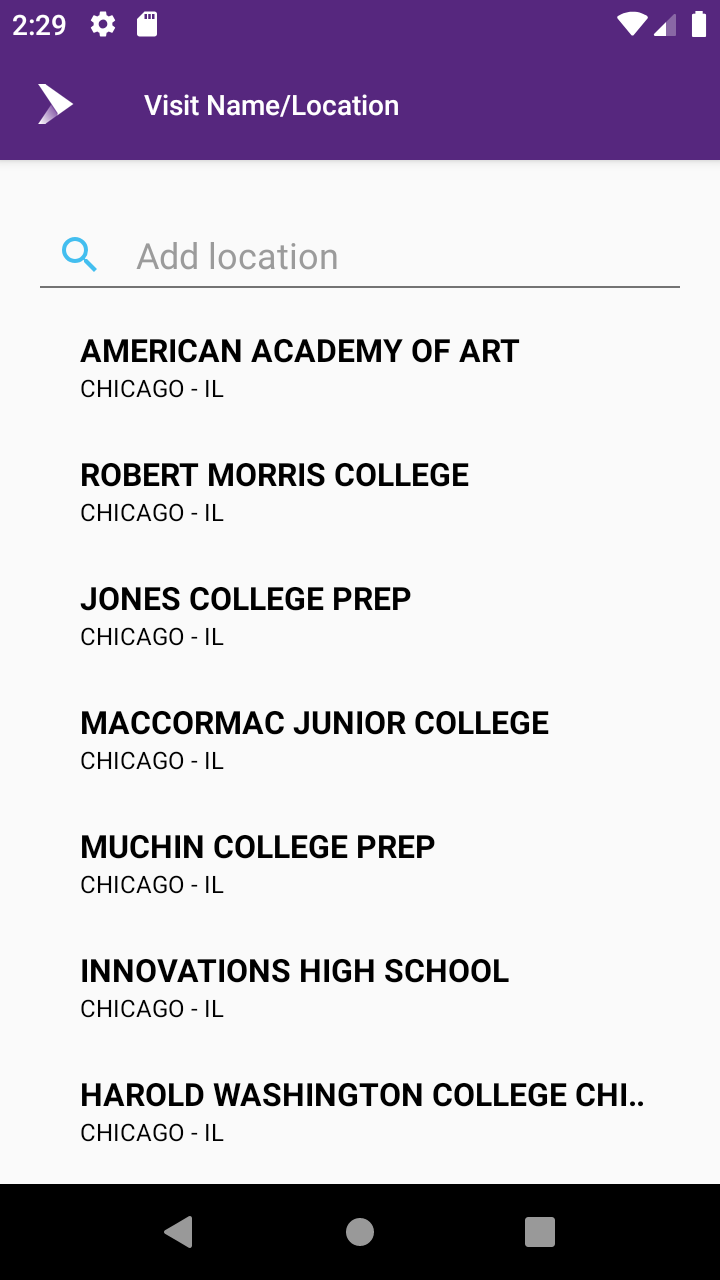 2:29
Visit Name/Location
Add location
AMERICAN ACADEMY OF ART
CHICAGO - IL
ROBERT MORRIS COLLEGE
CHICAGO - IL
JONES COLLEGE PREP
CHICAGO - IL
MACCORMAC JUNIOR COLLEGE
CHICAGO - IL
MUCHIN COLLEGE PREP
CHICAGO - IL
INNOVATIONS HIGH SCHOOL
CHICAGO - IL
HAROLD WASHINGTON COLLEGE CHI..
CHICAGO - IL